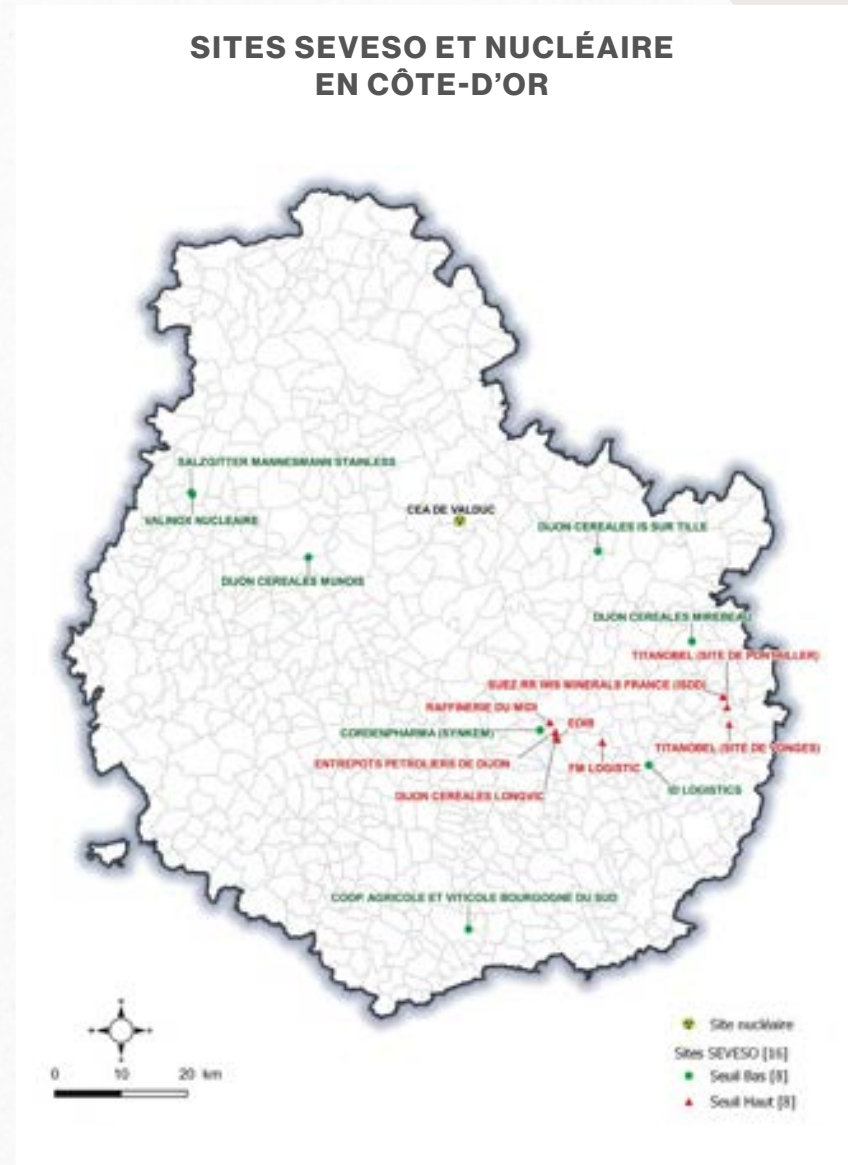 SITES SEVESO ET NUCLÉAIRE
EN CÔTE-D'OR
SALZGITTER MANNESMANN STAINLESS
VALINOX NUCLEAIRE
CEA DE VALDUC
DIJON CEREALES IS SUR TILLE
DIJON CEREALES MUNOIS
DIJON CEREALES MIREBEAU
TITANOBEL (SITE DE PONTAILLER)
SUEZ RR IWS MINERALS FRANCE (ISDD)
RAFFINERIE DU MIDI
EDIB
CORDENPHARMA (SYNKEM)
TITANOBEL (SITE DE VONGES)
ENTREPOTS PETROLIERS DE DIJON
FM LOGISTIC
ID LOGISTICS
DIJON CEREALES LONGVIC
COOP AGRICOLE ET VITICOLE BOURGOGNE DU SUD
Site nucléaire
Sites SEVESO [16]
Seuil Bas [8]
Seuil Haut [8]
0 10 20 km